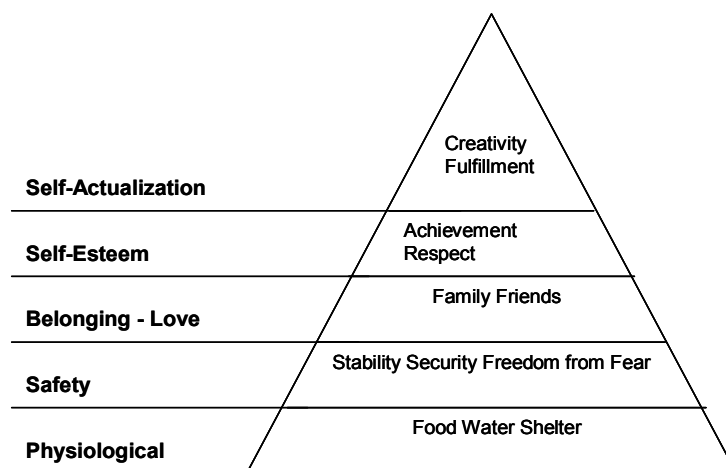 Creativity
Fulfillment
Self-Actualization
Achievement
Respect
Self-Esteem
Family Friends
Belonging - Love
Stability Security Freedom from Fear
Safety
Food Water Shelter
Physiological